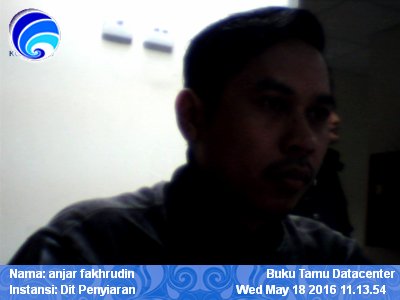 Nama: anjar fakhrudin
Buku Tamu Datacenter
Instansi: Dit Penyiaran
Wed May 18 2016 11.13.54